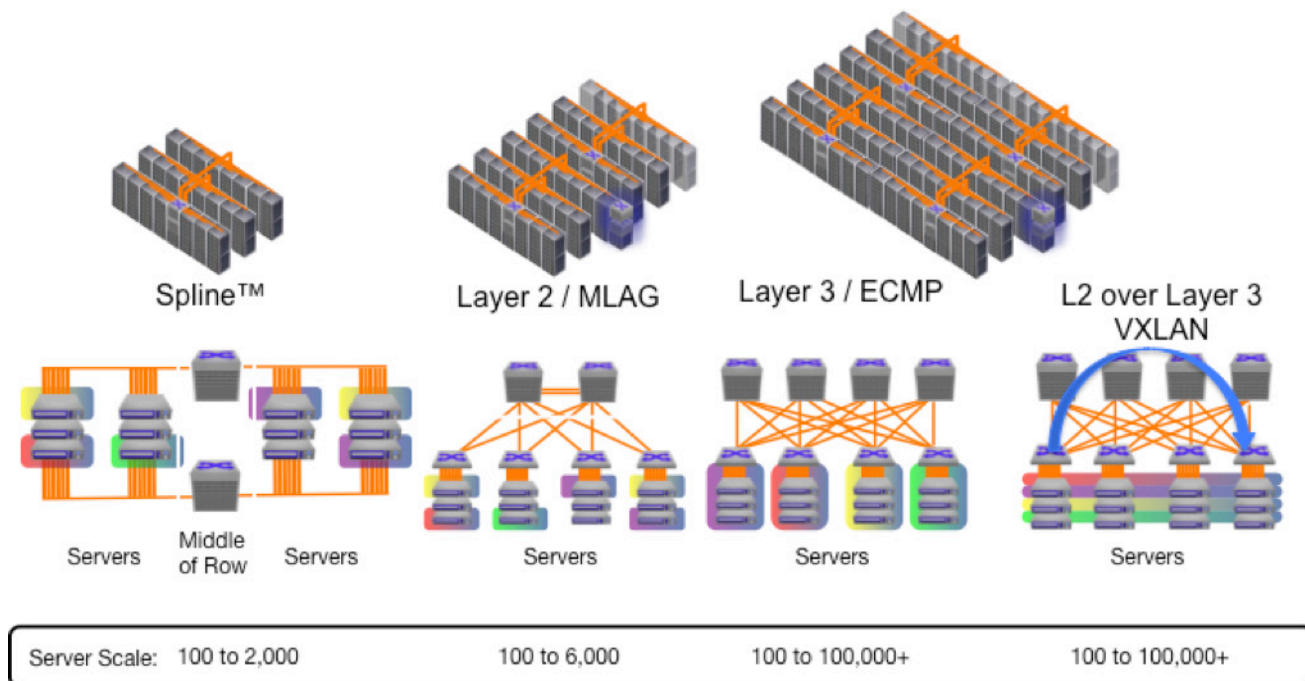 Spline™
Layer 2 / MLAG
Layer 3 / ECMP
L2 over Layer 3
VXLAN
Servers
Middle
of Row
Servers
Servers
Servers
Servers
Server Scale: 100 to 2,000 100 to 6,000 100 to 100,000+ 100 to 100,000+